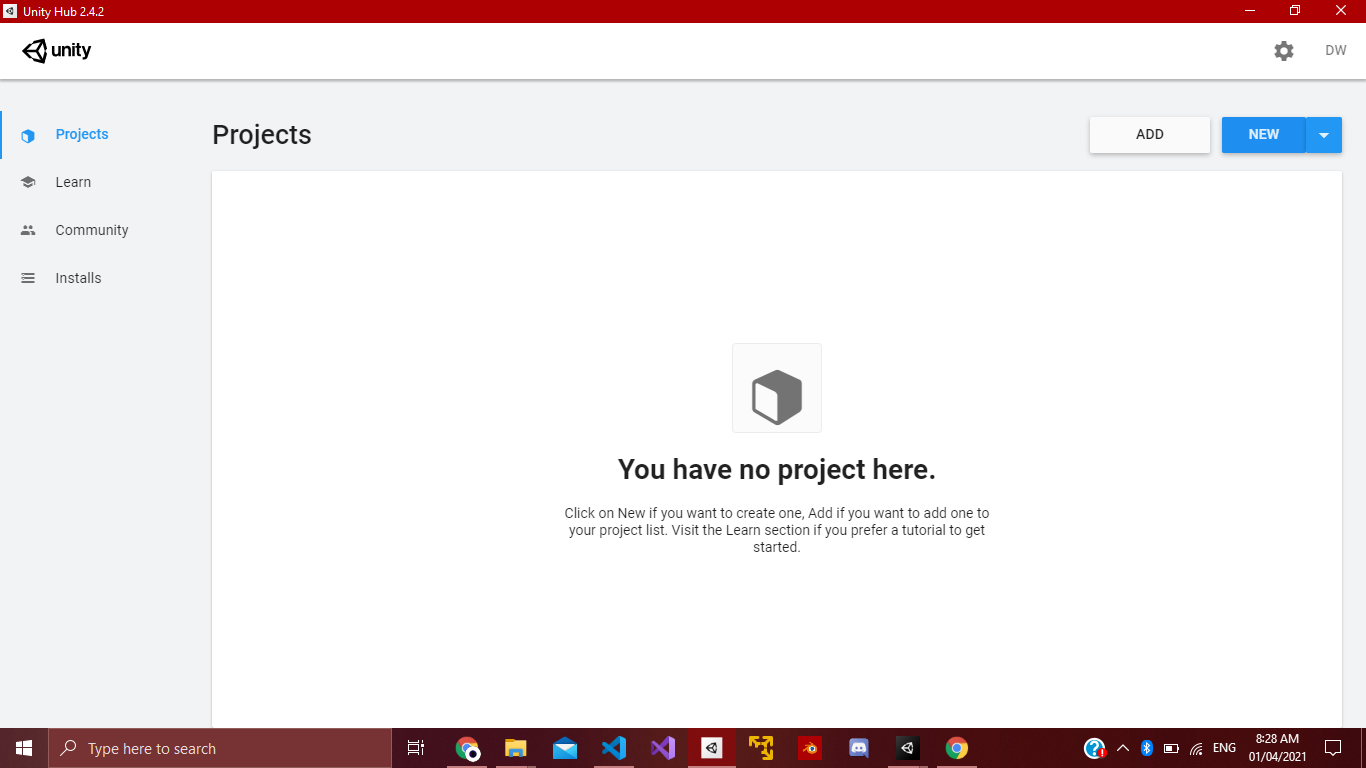 Unity Hub 2.4.2
unity
DW
Projects
Learn
Community
Installs
Projects
ADD
NEW
You have no project here.
Click on New if you want to create one, Add if you want to add one to
your project list. Visit the Learn section if you prefer a tutorial to get
started.
Type here to search
ENG
8:28 AM
01/04/2021